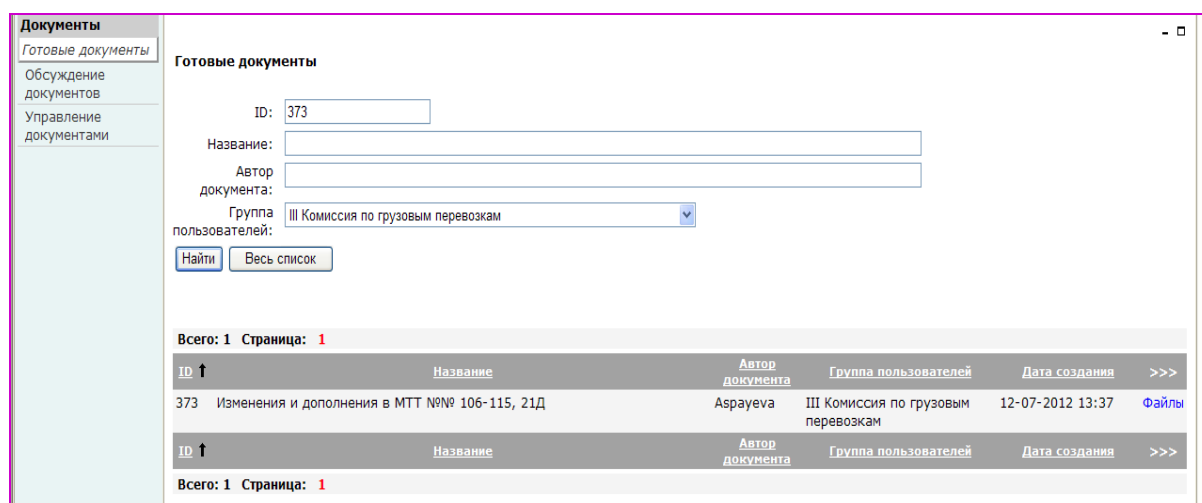 Документы
Готовые документы
Обсуждение
документов
Управление
документами
Готовые документы
ID: 373
Название:
Автор
документа:
Группа
пользователей:
III Комиссия по грузовым перевозкам
Найти Весь список
Всего: 1 Страница: 1
ID Название Автор документа Группа пользователей Дата создания >>>
373 Изменения и дополнения в МТТ №№ 106-115, 21Д Aspayeva III Комиссия по грузовым перевозкам 12-07-2012 13:37 Файлы
ID Название Автор документа Группа пользователей Дата создания >>>
Всего: 1 Страница: 1